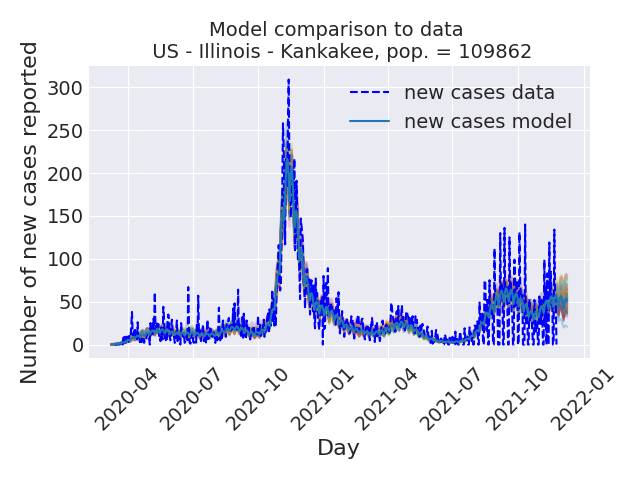 Model comparison to data
US - Illinois - Kankakee, pop. = 109862
Number of new cases reported
300
250
200
150
100
50
0
new cases data
new cases model
2020-04
2020-07
2020-10
2021-01
2021-04
2021-07
2021-10
2022-01
Day